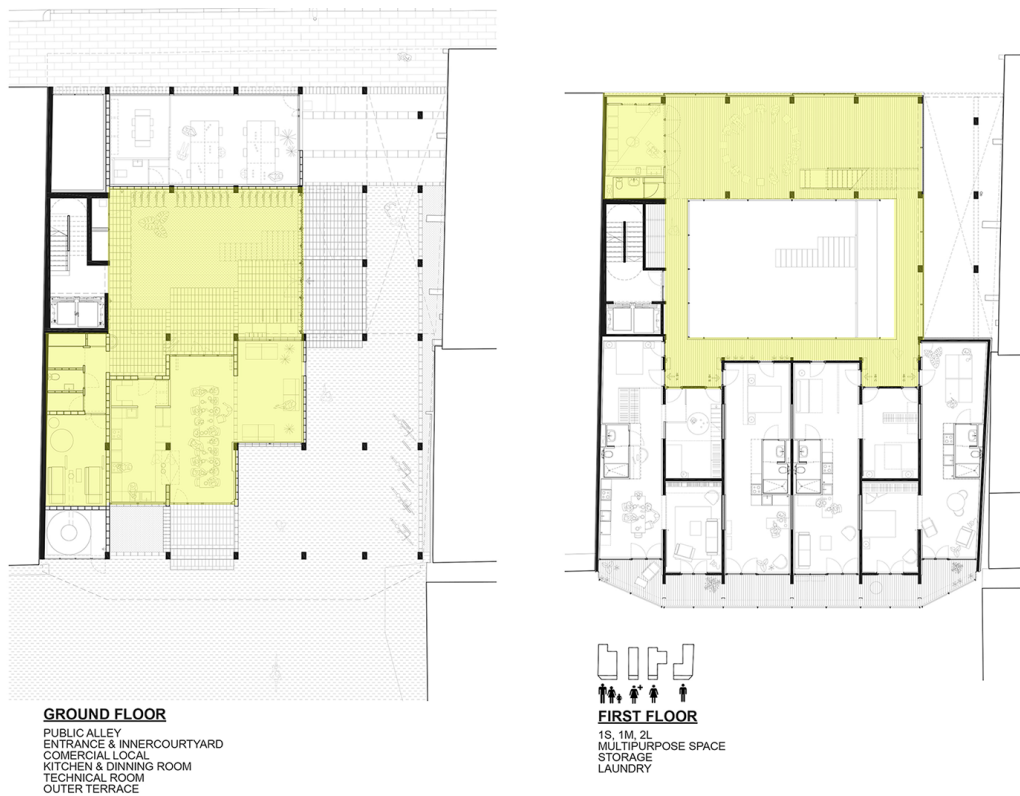 GROUND FLOOR
PUBLIC ALLEY
ENTRANCE & INNERCOURTYARD
COMERCIAL LOCAL
KITCHEN & DINNING ROOM
TECHNICAL ROOM
OUTER TERRACE
FIRST FLOOR
1S, 1M, 2L
MULTIPURPOSE SPACE
STORAGE
LAUNDRY